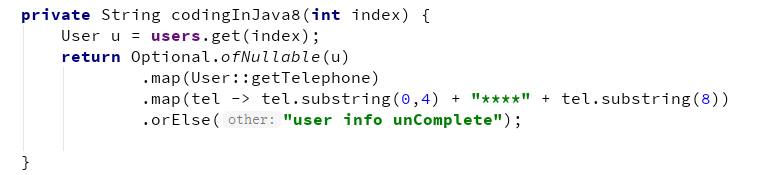 private String codingInJava8(int index) {
    User u = users.get(index);
    return Optional.ofNullable(u)
            .map(User::getTelephone)
            .map(tel -> tel.substring(0,4) + "****" + tel.substring(8))
            .orElse( other: "user info unComplete");
}